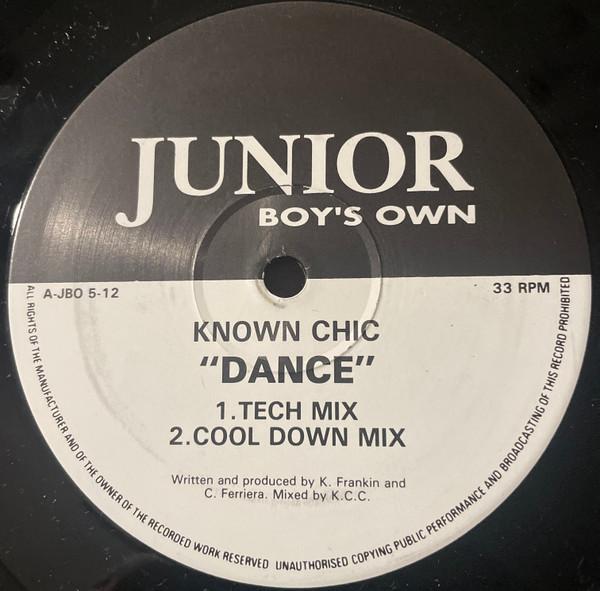 JUNIOR
BOY'S OWN
A-JBO 5-12
33 RPM
KNOWN CHIC
“DANCE”
1.TECH MIX
2.COOL DOWN MIX
Written and produced by K. Frankin and
C. Ferriera. Mixed by K.C.C.
ALL RIGHTS OF THE MANUFACTURER AND OF THE OWNER OF THE RECORDED WORK RESERVED UNAUTHORISED COPYING PUBLIC PERFORMANCE AND BROADCASTING OF THIS RECORD PROHIBITED